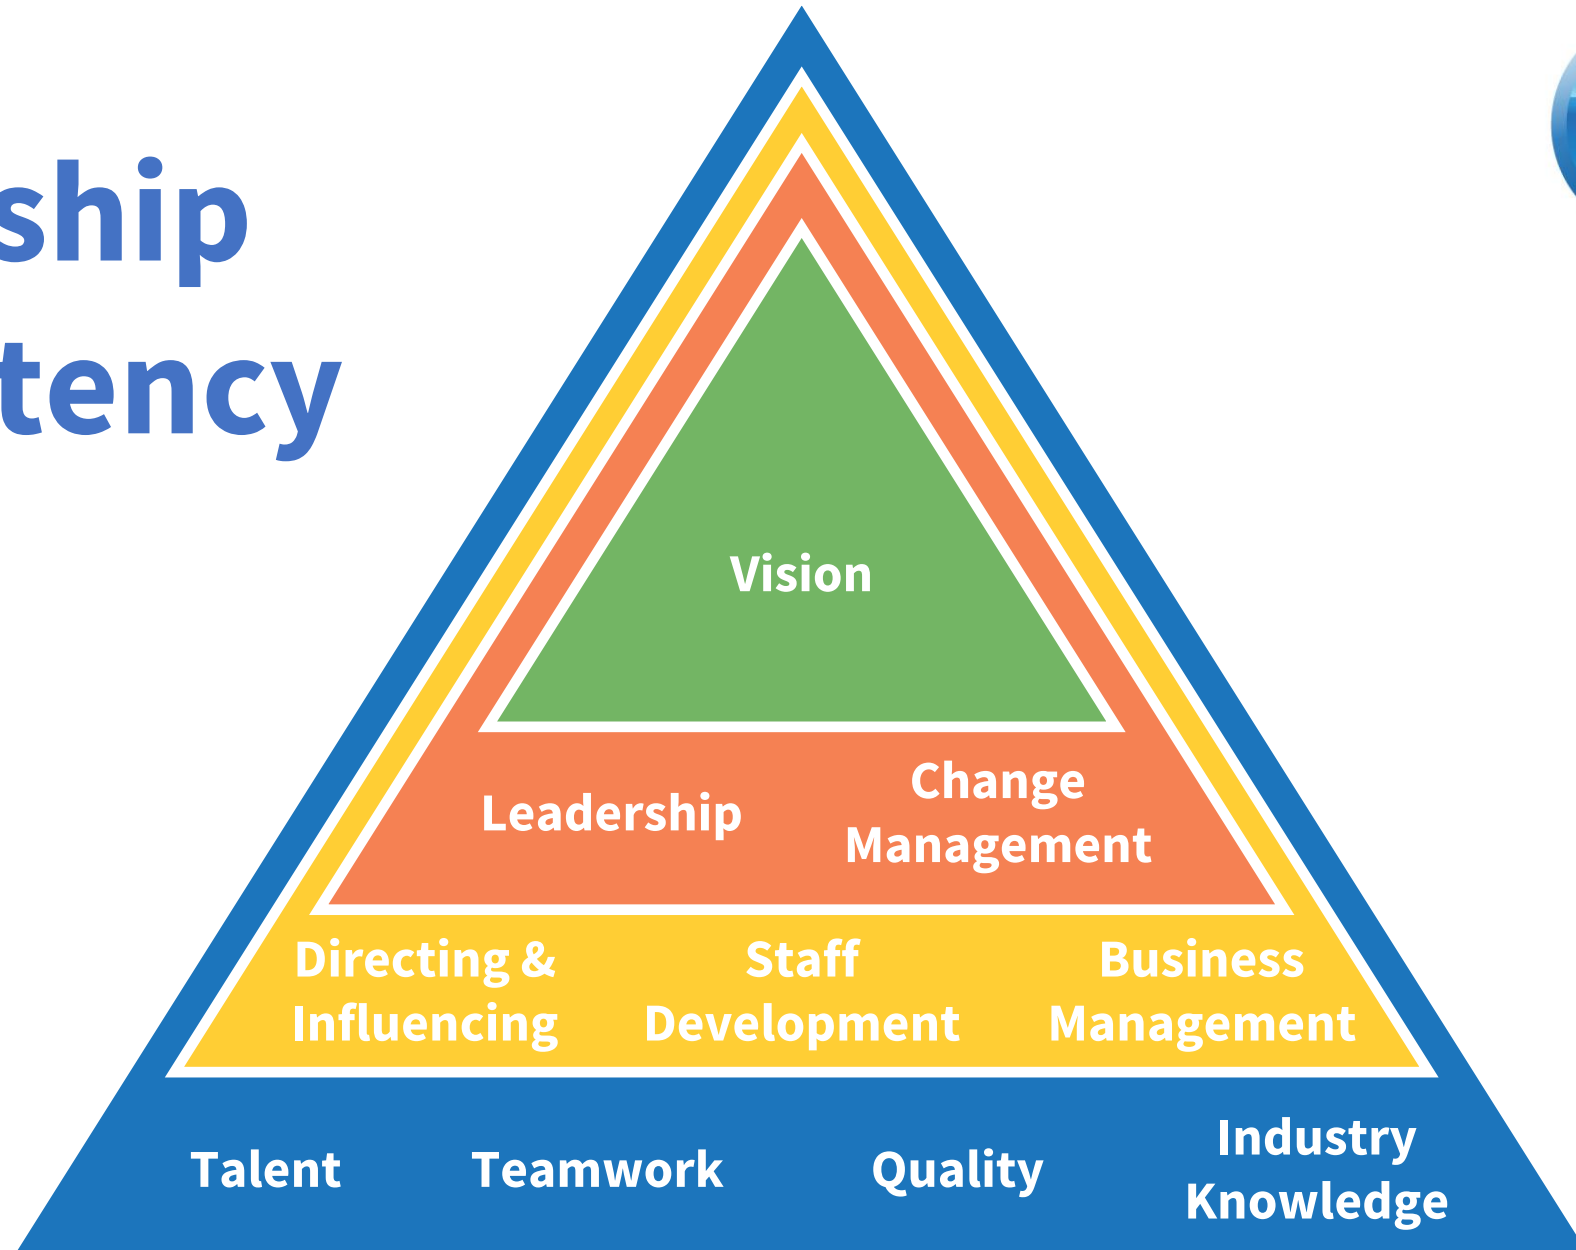 ship
tency
Vision
Leadership
Change
Management
Directing &
Influencing
Staff
Development
Business
Management
Talent
Teamwork
Quality
Industry
Knowledge